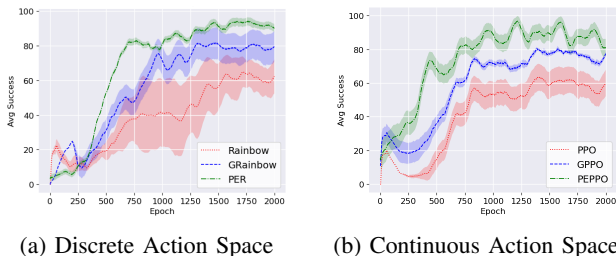 100
80
60
40
20
0
Avg Success
Rainbow
GRainbow
PER
0 250 500 750 1000 1250 1500 1750 2000
Epoch
(a) Discrete Action Space
100
80
60
40
20
0
Avg Success
PPO
GPPO
PEPPO
0 250 500 750 1000 1250 1500 1750 2000
Epoch
(b) Continuous Action Space